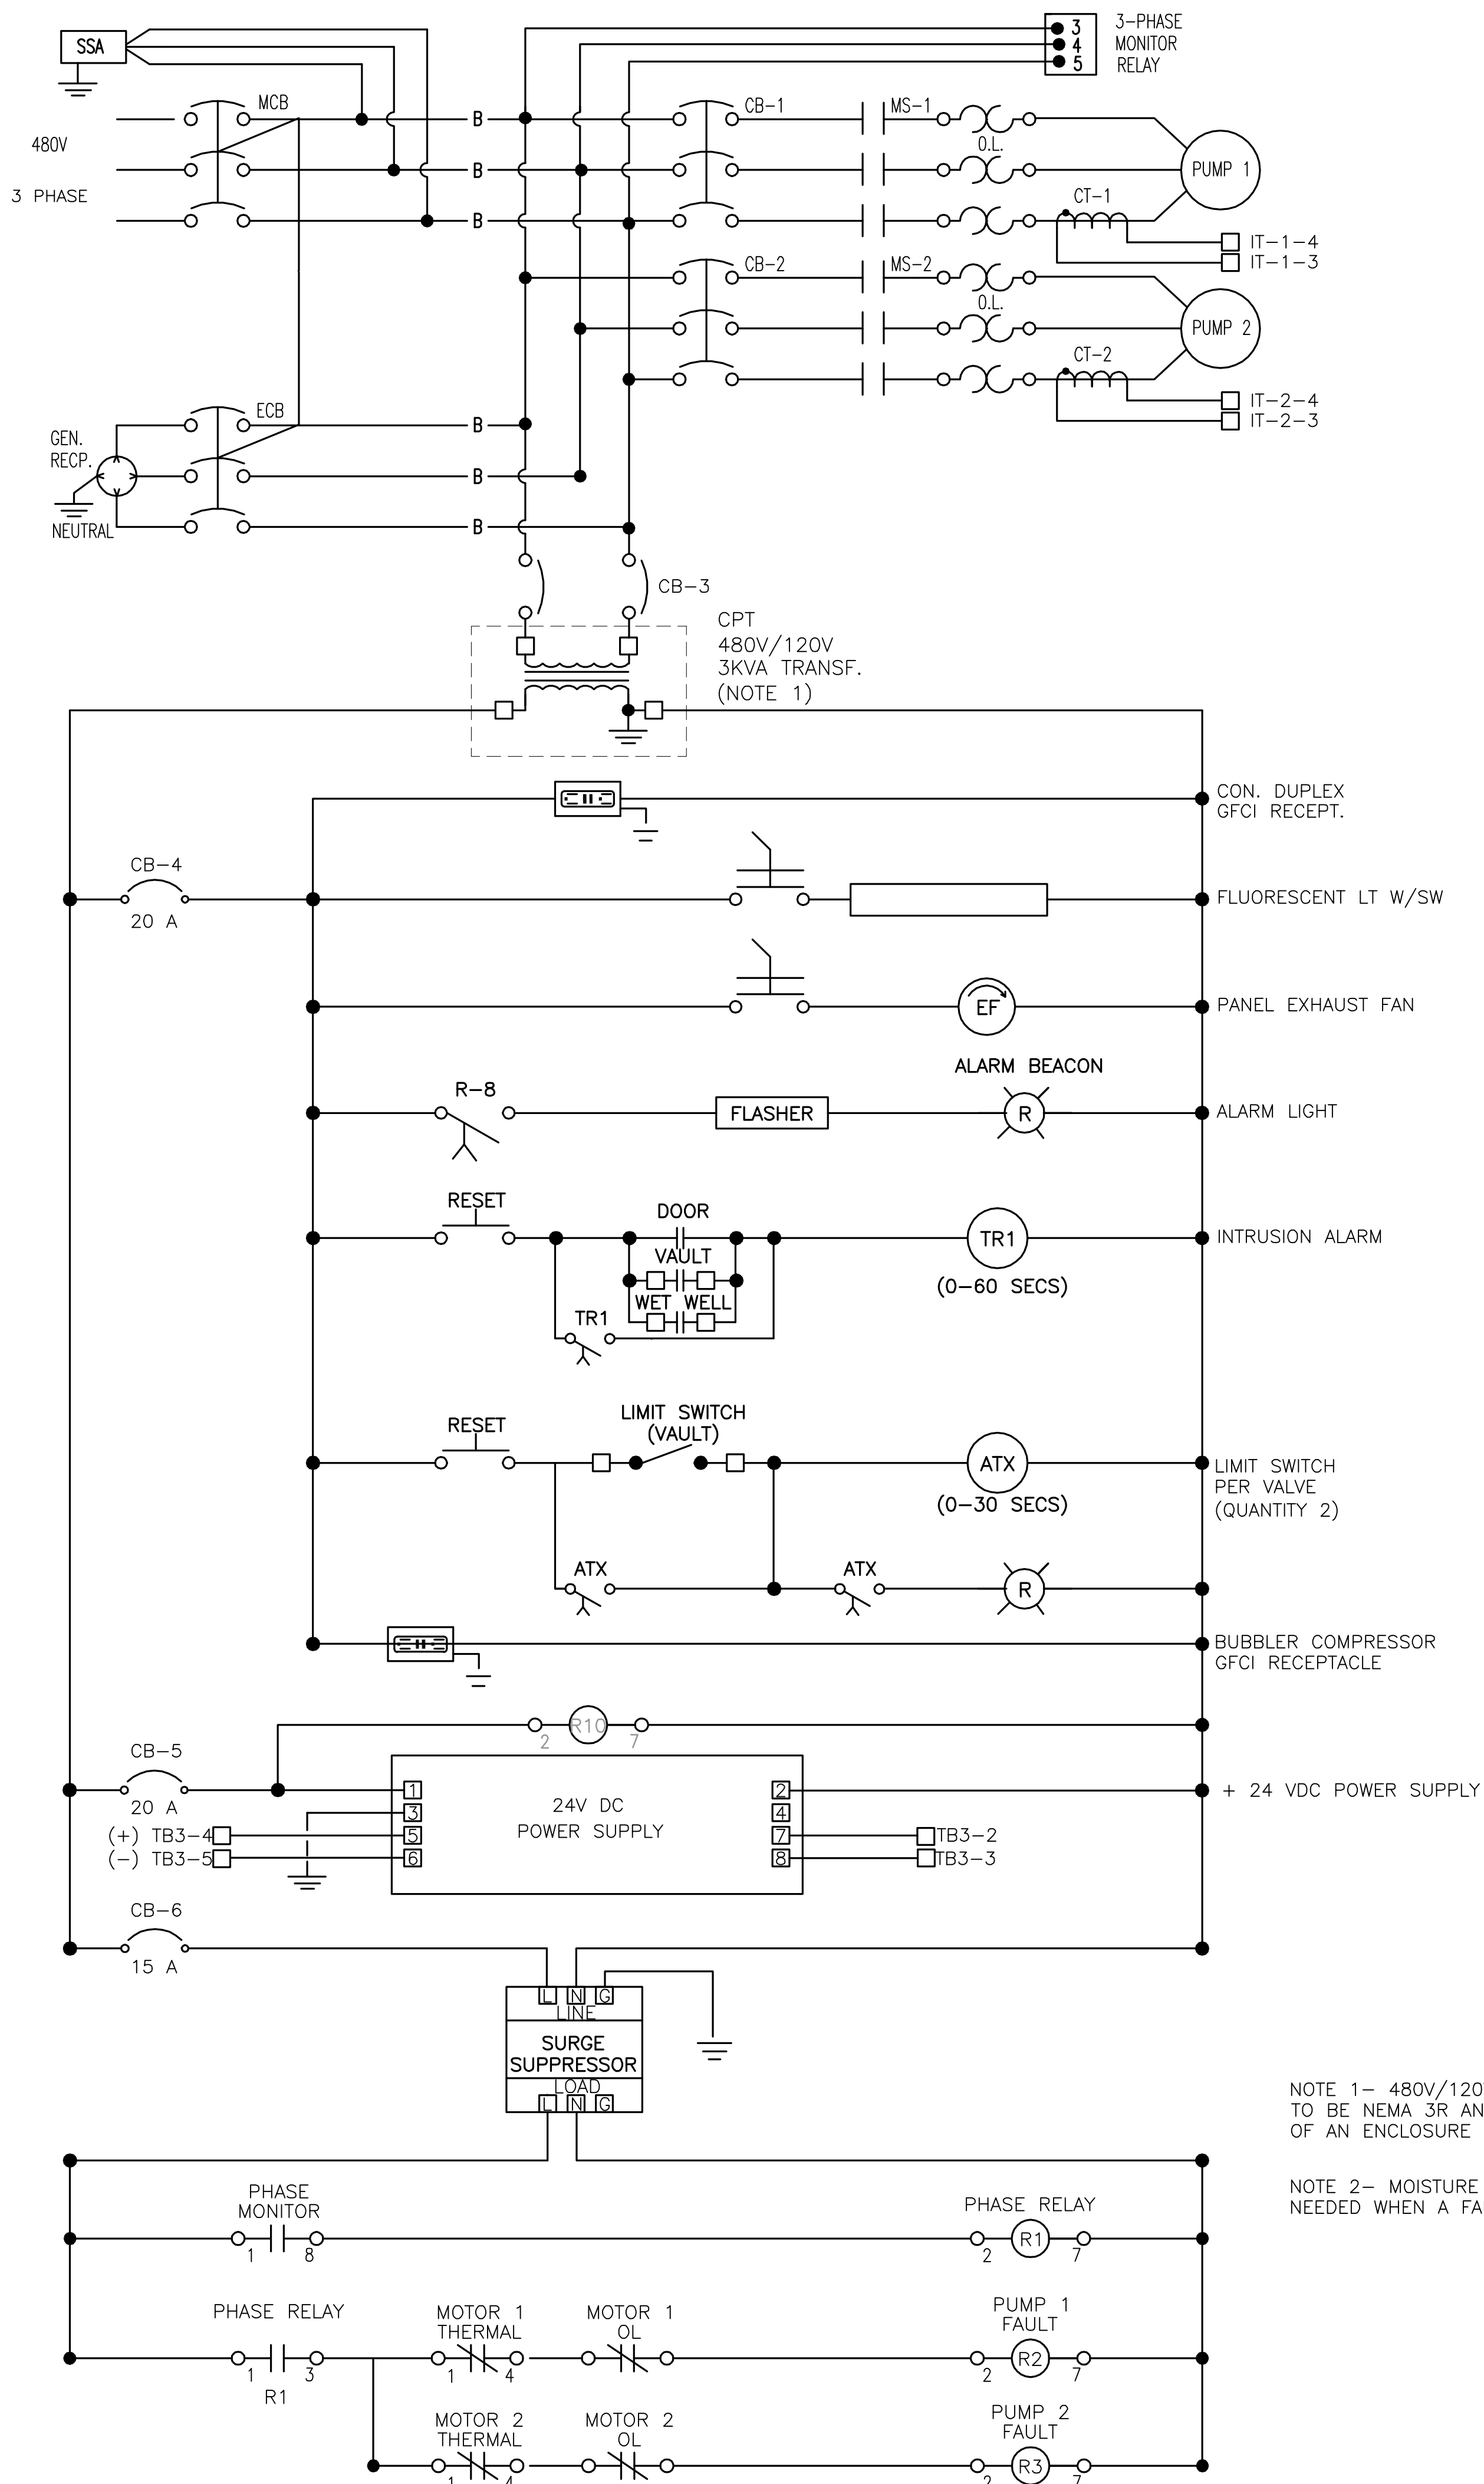 SSA
3
4
5
3-PHASE
MONITOR
RELAY
480V
3 PHASE
MCB
B
B
B
CB-1
MS-1
O.L.
PUMP 1
CT-1
IT-1-4
IT-1-3
CB-2
MS-2
O.L.
PUMP 2
CT-2
IT-2-4
IT-2-3
GEN.
RECP.
NEUTRAL
ECB
B
B
B
CB-3
CPT
480V/120V
3KVA TRANSF.
(NOTE 1)
CON. DUPLEX
GFCI RECEPT.
CB-4
20 A
FLUORESCENT LT W/SW
EF
PANEL EXHAUST FAN
R-8
FLASHER
ALARM BEACON
R
ALARM LIGHT
RESET
DOOR
VAULT
WET WELL
TR1
TR1
(0-60 SECS)
INTRUSION ALARM
RESET
LIMIT SWITCH
(VAULT)
ATX
(0-30 SECS)
LIMIT SWITCH
PER VALVE
(QUANTITY 2)
ATX
ATX
R
BUBBLER COMPRESSOR
GFCI RECEPTACLE
2
R10
7
CB-5
20 A
1
3
5
6
24V DC
POWER SUPPLY
2
4
7
8
+ 24 VDC POWER SUPPLY
(+) TB3-4
(-) TB3-5
TB3-2
TB3-3
CB-6
15 A
L N G
LINE
SURGE
SUPPRESSOR
LOAD
L N G
NOTE 1- 480V/120
TO BE NEMA 3R AN
OF AN ENCLOSURE
NOTE 2- MOISTURE
NEEDED WHEN A FA
PHASE
MONITOR
1 8
PHASE RELAY
2 R1 7
PHASE RELAY
1 3
R1
MOTOR 1
THERMAL
1 4
MOTOR 1
OL
PUMP 1
FAULT
2 R2 7
MOTOR 2
THERMAL
1 4
MOTOR 2
OL
PUMP 2
FAULT
2 R3 7